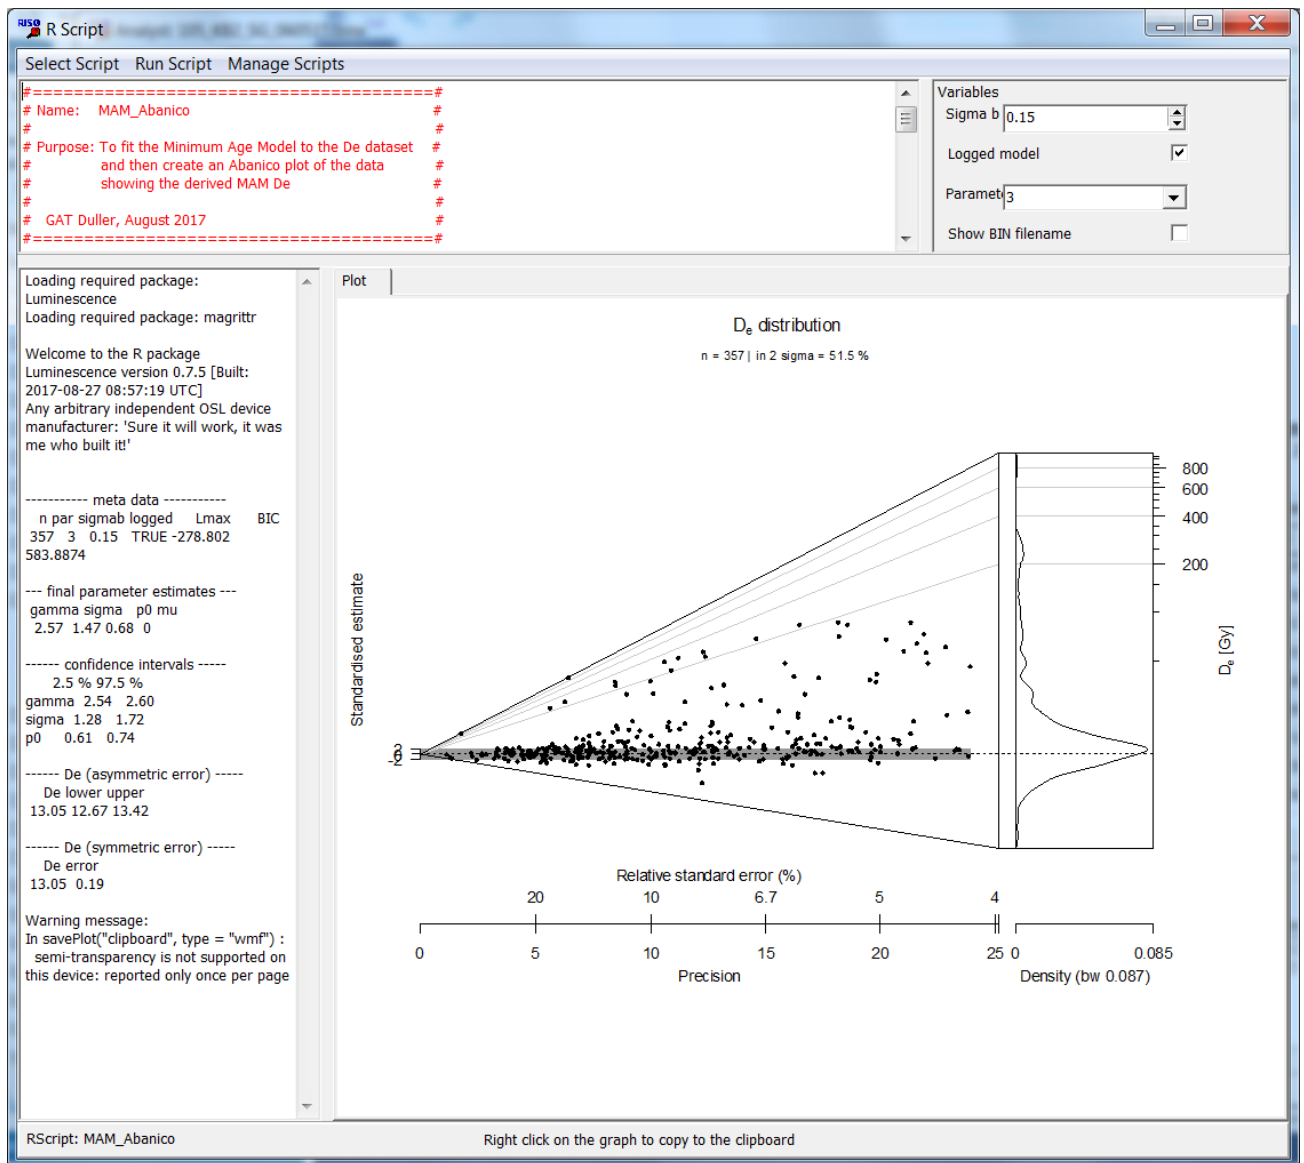 RISØ R Script
Select Script Run Script Manage Scripts
#========================================#
# Name: MAM_Abanico #
# #
# Purpose: To fit the Minimum Age Model to the De dataset #
# and then create an Abanico plot of the data #
# showing the derived MAM De #
# #
# GAT Duller, August 2017 #
#========================================#
Variables
Sigma b 0.15
Logged model
Paramet 3
Show BIN filename
Loading required package:
Luminescence
Loading required package: magrittr
Welcome to the R package
Luminescence version 0.7.5 [Built:
2017-08-27 08:57:19 UTC]
Any arbitrary independent OSL device
manufacturer: 'Sure it will work, it was
me who built it!'
----------- meta data -----------
n par sigmab logged Lmax BIC
357 3 0.15 TRUE -278.802
583.8874
--- final parameter estimates ---
gamma sigma p0 mu
2.57 1.47 0.68 0
------ confidence intervals -----
2.5 % 97.5 %
gamma 2.54 2.60
sigma 1.28 1.72
p0 0.61 0.74
------ De (asymmetric error) -----
De lower upper
13.05 12.67 13.42
------ De (symmetric error) -----
De error
13.05 0.19
Warning message:
In savePlot("clipboard", type = "wmf") :
semi-transparency is not supported on
this device: reported only once per page
Plot
De distribution
n = 357 | in 2 sigma = 51.5 %
800
600
400
200
De [Gy]
Standardised estimate
2
0
-2
Relative standard error (%)
20 10 6.7 5 4
0 5 10 15 20 25 0 0.085
Precision Density (bw 0.087)
RScript: MAM_Abanico Right click on the graph to copy to the clipboard